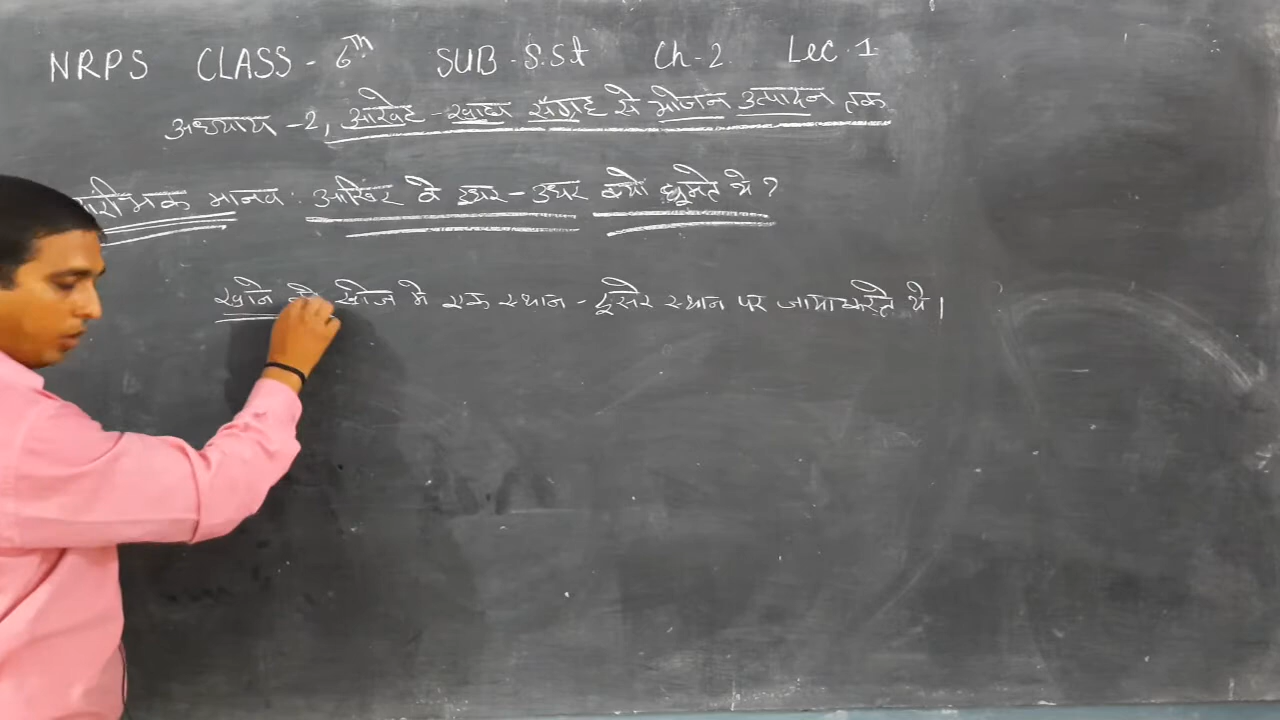 NRPS CLASS - 6th SUB - S.St Ch-2. Lec. 1
अध्याय -2, आखेट - खाद्य संग्रह से भोजन उत्पादन तक
मानव : आखिर वे इधर - उधर क्यों घूमते थे ?
खाने की खोज मे एक स्थान - दूसरे स्थान पर जाया करते थे ।